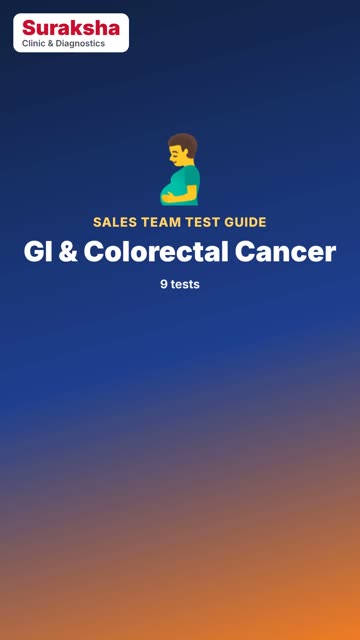 Suraksha
Clinic & Diagnostics
SALES TEAM TEST GUIDE
GI & Colorectal Cancer
9 tests